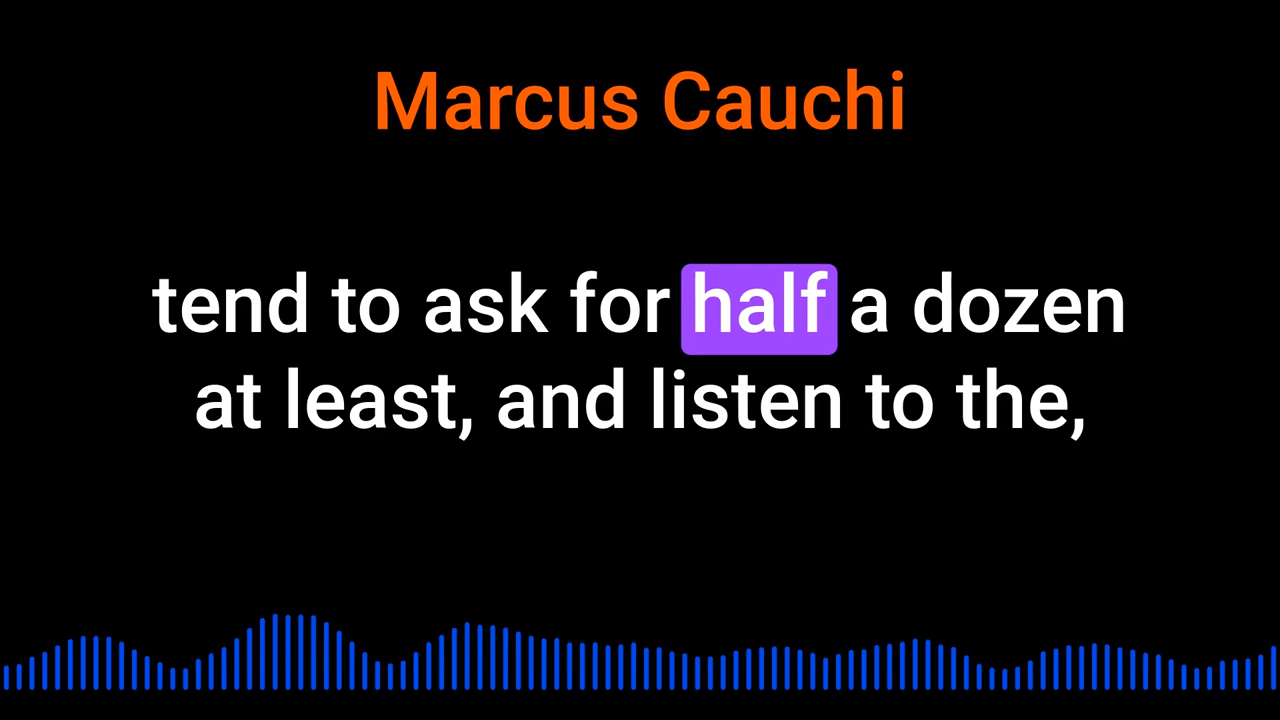 Marcus Cauchi
tend to ask for half a dozen
at least, and listen to the,